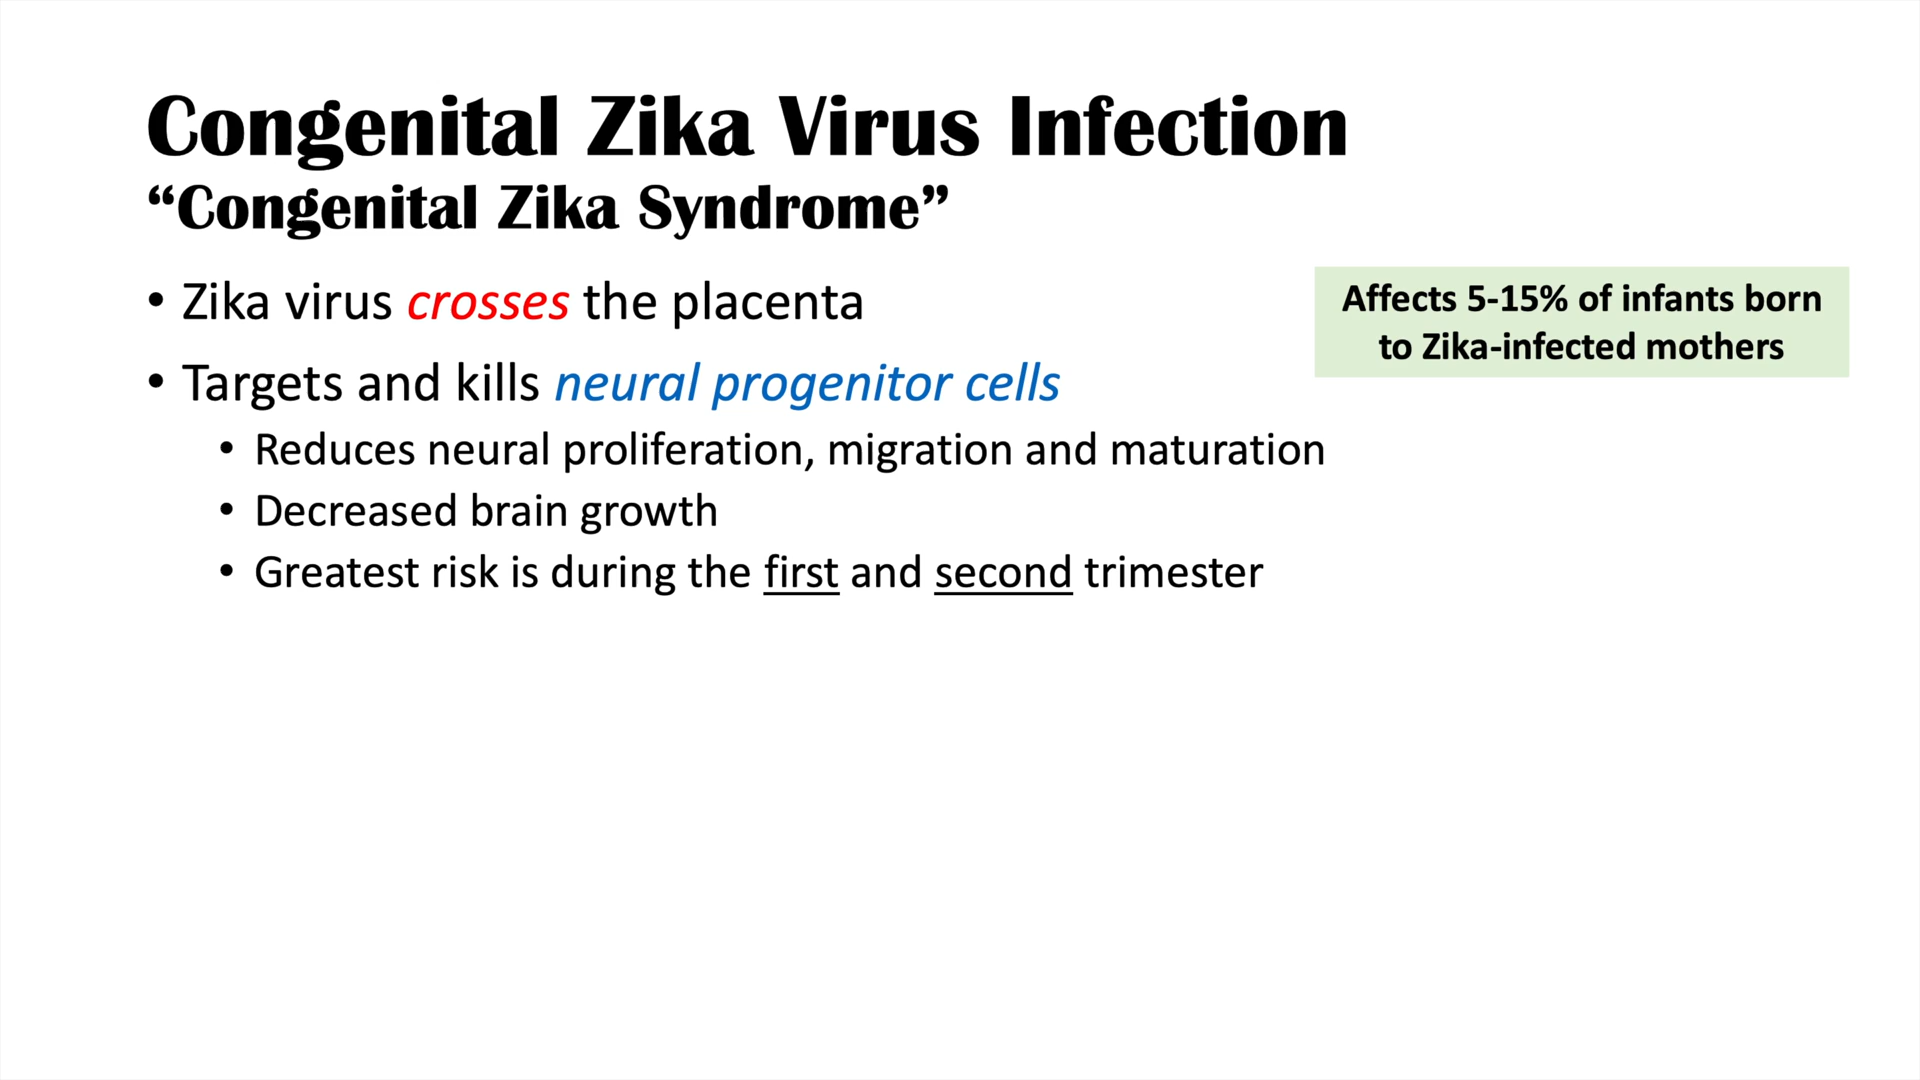 Congenital Zika Virus Infection
“Congenital Zika Syndrome”
• Zika virus crosses the placenta
Affects 5-15% of infants born
to Zika-infected mothers
• Targets and kills neural progenitor cells
• Reduces neural proliferation, migration and maturation
• Decreased brain growth
• Greatest risk is during the first and second trimester